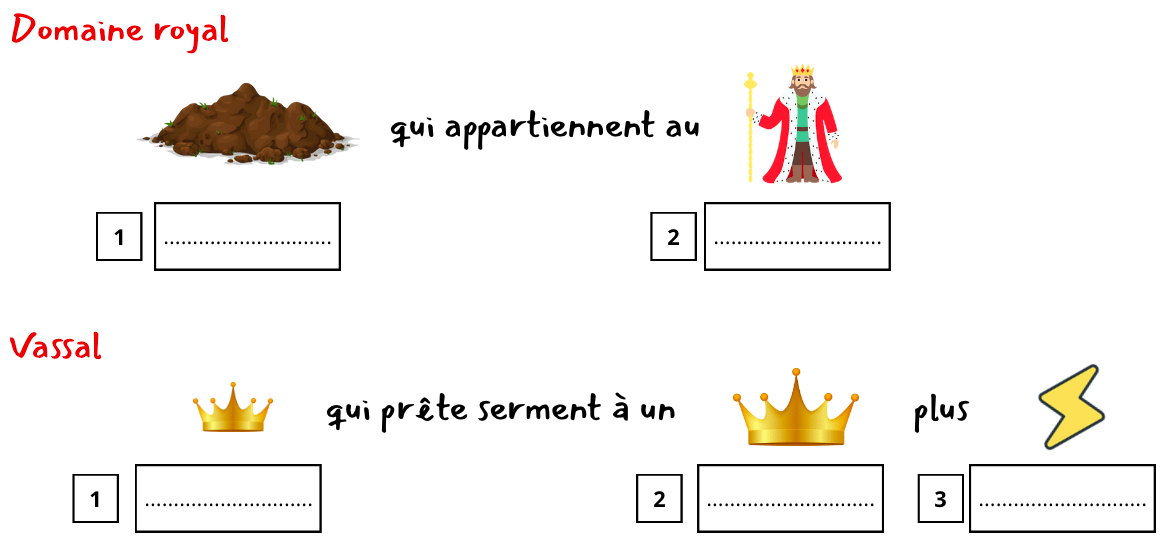 Domaine royal
qui appartiennent au
1 ............................. 2 .............................
Vassal
qui prête serment à un plus
1 ............................. 2 ............................. 3 .............................